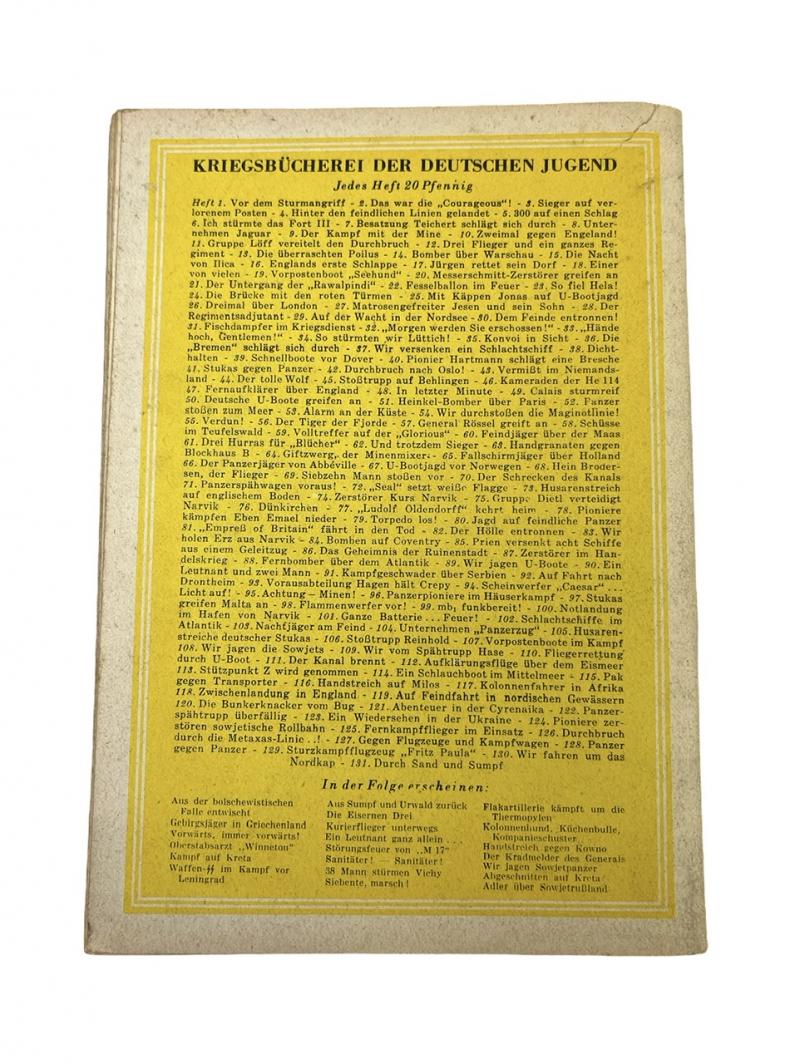 KRIEGSBÜCHEREI DER DEUTSCHEN JUGEND
Jedes Heft 20 Pfennig
Heft 1. Vor dem Sturmangriff - 2. Das war die „Courageous“! - 3. Sieger auf ver-
lorenem Posten - 4. Hinter den feindlichen Linien gelandet - 5. 300 auf einen Schlag
6. Ich stürmte das Fort III - 7. Besatzung Teichert schlägt sich durch - 8. Unter-
nehmen Jaguar - 9. Der Kampf mit der Mine - 10. Zweimal gegen Engeland!
11. Gruppe Löff vereitelt den Durchbruch - 12. Drei Flieger und ein ganzes Re-
giment - 13. Die überraschten Poilus - 14. Bomber über Warschau - 15. Die Nacht
von Ilica - 16. Englands erste Schlappe - 17. Jürgen rettet sein Dorf - 18. Einer
von vielen - 19. Vorpostenboot „Seehund“ - 20. Messerschmitt-Zerstörer greifen an
21. Der Untergang der „Rawalpindi“ - 22. Fesselballon im Feuer - 23. So fiel Hela!
24. Die Brücke mit den roten Türmen - 25. Mit Käppen Jonas auf U-Bootjagd
26. Dreimal über London - 27. Matrosengefreiter Jesen und sein Sohn - 28. Der
Regimentsadjutant - 29. Auf der Wacht in der Nordsee - 30. Dem Feinde entronnen!
31. Fischdampfer im Kriegsdienst - 32. „Morgen werden Sie erschossen!“ - 33. „Hände
hoch, Gentlemen!“ - 34. So stürmten wir Lüttich! - 35. Konvoi in Sicht - 36. Die
„Bremen“ schlägt sich durch - 37. Wir versenken ein Schlachtschiff - 38. Dicht-
halten - 39. Schnellboote vor Dover - 40. Pionier Hartmann schlägt eine Bresche
41. Stukas gegen Panzer - 42. Durchbruch nach Oslo! - 43. Vermißt im Niemands-
land - 44. Der tolle Wolf - 45. Stoßtrupp auf Behlingen - 46. Kameraden der He 114
47. Fernaufklärer über England - 48. In letzter Minute - 49. Calais sturmreif
50. Deutsche U-Boote greifen an - 51. Heinkel-Bomber über Paris - 52. Panzer
stoßen zum Meer - 53. Alarm an der Küste - 54. Wir durchstoßen die Maginotlinie!
55. Verdun! - 56. Der Tiger der Fjorde - 57. General Rössel greift an - 58. Schüsse
im Teufelswald - 59. Volltreffer auf der „Glorious“ - 60. Feindjäger über der Maas
61. Drei Hurras für „Blücher“ - 62. Und trotzdem Sieger - 63. Handgranaten gegen
Blockhaus B - 64. Giftzwerg, der Minenmixer - 65. Fallschirmjäger über Holland
66. Der Panzerjäger von Abbéville - 67. U-Bootjagd vor Norwegen - 68. Hein Broder-
sen, der Flieger - 69. Siebzehn Mann stoßen vor - 70. Der Schrecken des Kanals
71. Panzerspähwagen voraus! - 72. „Seal“ setzt weiße Flagge - 73. Husarenstreich
auf englischem Boden - 74. Zerstörer Kurs Narvik - 75. Gruppe Dietl verteidigt
Narvik - 76. Dünkirchen - 77. „Ludolf Oldendorff“ kehrt heim - 78. Pioniere
kämpfen Eben Emael nieder - 79. Torpedo los! - 80. Jagd auf feindliche Panzer
81. „Empreß of Britain“ fährt in den Tod - 82. Der Hölle entronnen - 83. Wir
holen Erz aus Narvik - 84. Bomben auf Coventry - 85. Prien versenkt acht Schiffe
aus einem Geleitzug - 86. Das Geheimnis der Ruinenstadt - 87. Zerstörer im Han-
delskrieg - 88. Fernbomber über dem Atlantik - 89. Wir jagen U-Boote - 90. Ein
Leutnant und zwei Mann - 91. Kampfgeschwader über Serbien - 92. Auf Fahrt nach
Drontheim - 93. Vorausabteilung Hagen hält Crepy - 94. Scheinwerfer „Caesar“ ...
Licht auf! - 95. Achtung - Minen! - 96. Panzerpioniere im Häuserkampf - 97. Stukas
greifen Malta an - 98. Flammenwerfer vor! - 99. mb1 funkbereit! - 100. Notlandung
im Hafen von Narvik - 101. Ganze Batterie... Feuer! - 102. Schlachtschiffe im
Atlantik - 103. Nachtjäger am Feind - 104. Unternehmen „Panzerzug“ - 105. Husaren-
streiche deutscher Stukas - 106. Stoßtrupp Reinhold - 107. Vorpostenboote im Kampf
108. Wir jagen die Sowjets - 109. Wir vom Spähtrupp Hase - 110. Fliegerrettung
durch U-Boot - 111. Der Kanal brennt - 112. Aufklärungsflüge über dem Eismeer
113. Stützpunkt Z wird genommen - 114. Ein Schlauchboot im Mittelmeer - 115. Pak
gegen Transporter - 116. Handstreich auf Milos - 117. Kolonnenfahrer in Afrika
118. Zwischenlandung in England - 119. Auf Feindfahrt in nordischen Gewässern
120. Die Bunkerknacker vom Bug - 121. Abenteuer in der Cyrenaika - 122. Panzer-
spähtrupp überfällig - 123. Ein Wiedersehen in der Ukraine - 124. Pioniere zer-
stören sowjetische Rollbahn - 125. Fernkampfflieger im Einsatz - 126. Durchbruch
durch die Metaxas-Linie . .! - 127. Gegen Flugzeuge und Kampfwagen - 128. Panzer
gegen Panzer - 129. Sturzkampfflugzeug „Fritz Paula“ - 130. Wir fahren um das
Nordkap - 131. Durch Sand und Sumpf
In der Folge erscheinen:
Aus der bolschewistischen
Falle entwischt
Gebirgsjäger in Griechenland
Vorwärts, immer vorwärts!
Oberstabsarzt „Winnetou“
Kampf auf Kreta
Waffen-SS im Kampf vor
Leningrad
Aus Sumpf und Urwald zurück
Die Eisernen Drei
Kurierflieger unterwegs
Ein Leutnant ganz allein . . .
Störungsfeuer von „M 17“
Sanitäter! — Sanitäter!
38 Mann stürmen Vichy
Siebente, marsch!
Flakartillerie kämpft um die
Thermopylen
Kolonnenhund, Küchenbulle,
Kompanieschuster
Handstreich gegen Kowno
Der Kradmelder des Generals
Wir jagen Sowjetpanzer
Abgeschnitten auf Kreta
Adler über Sowjetrußland